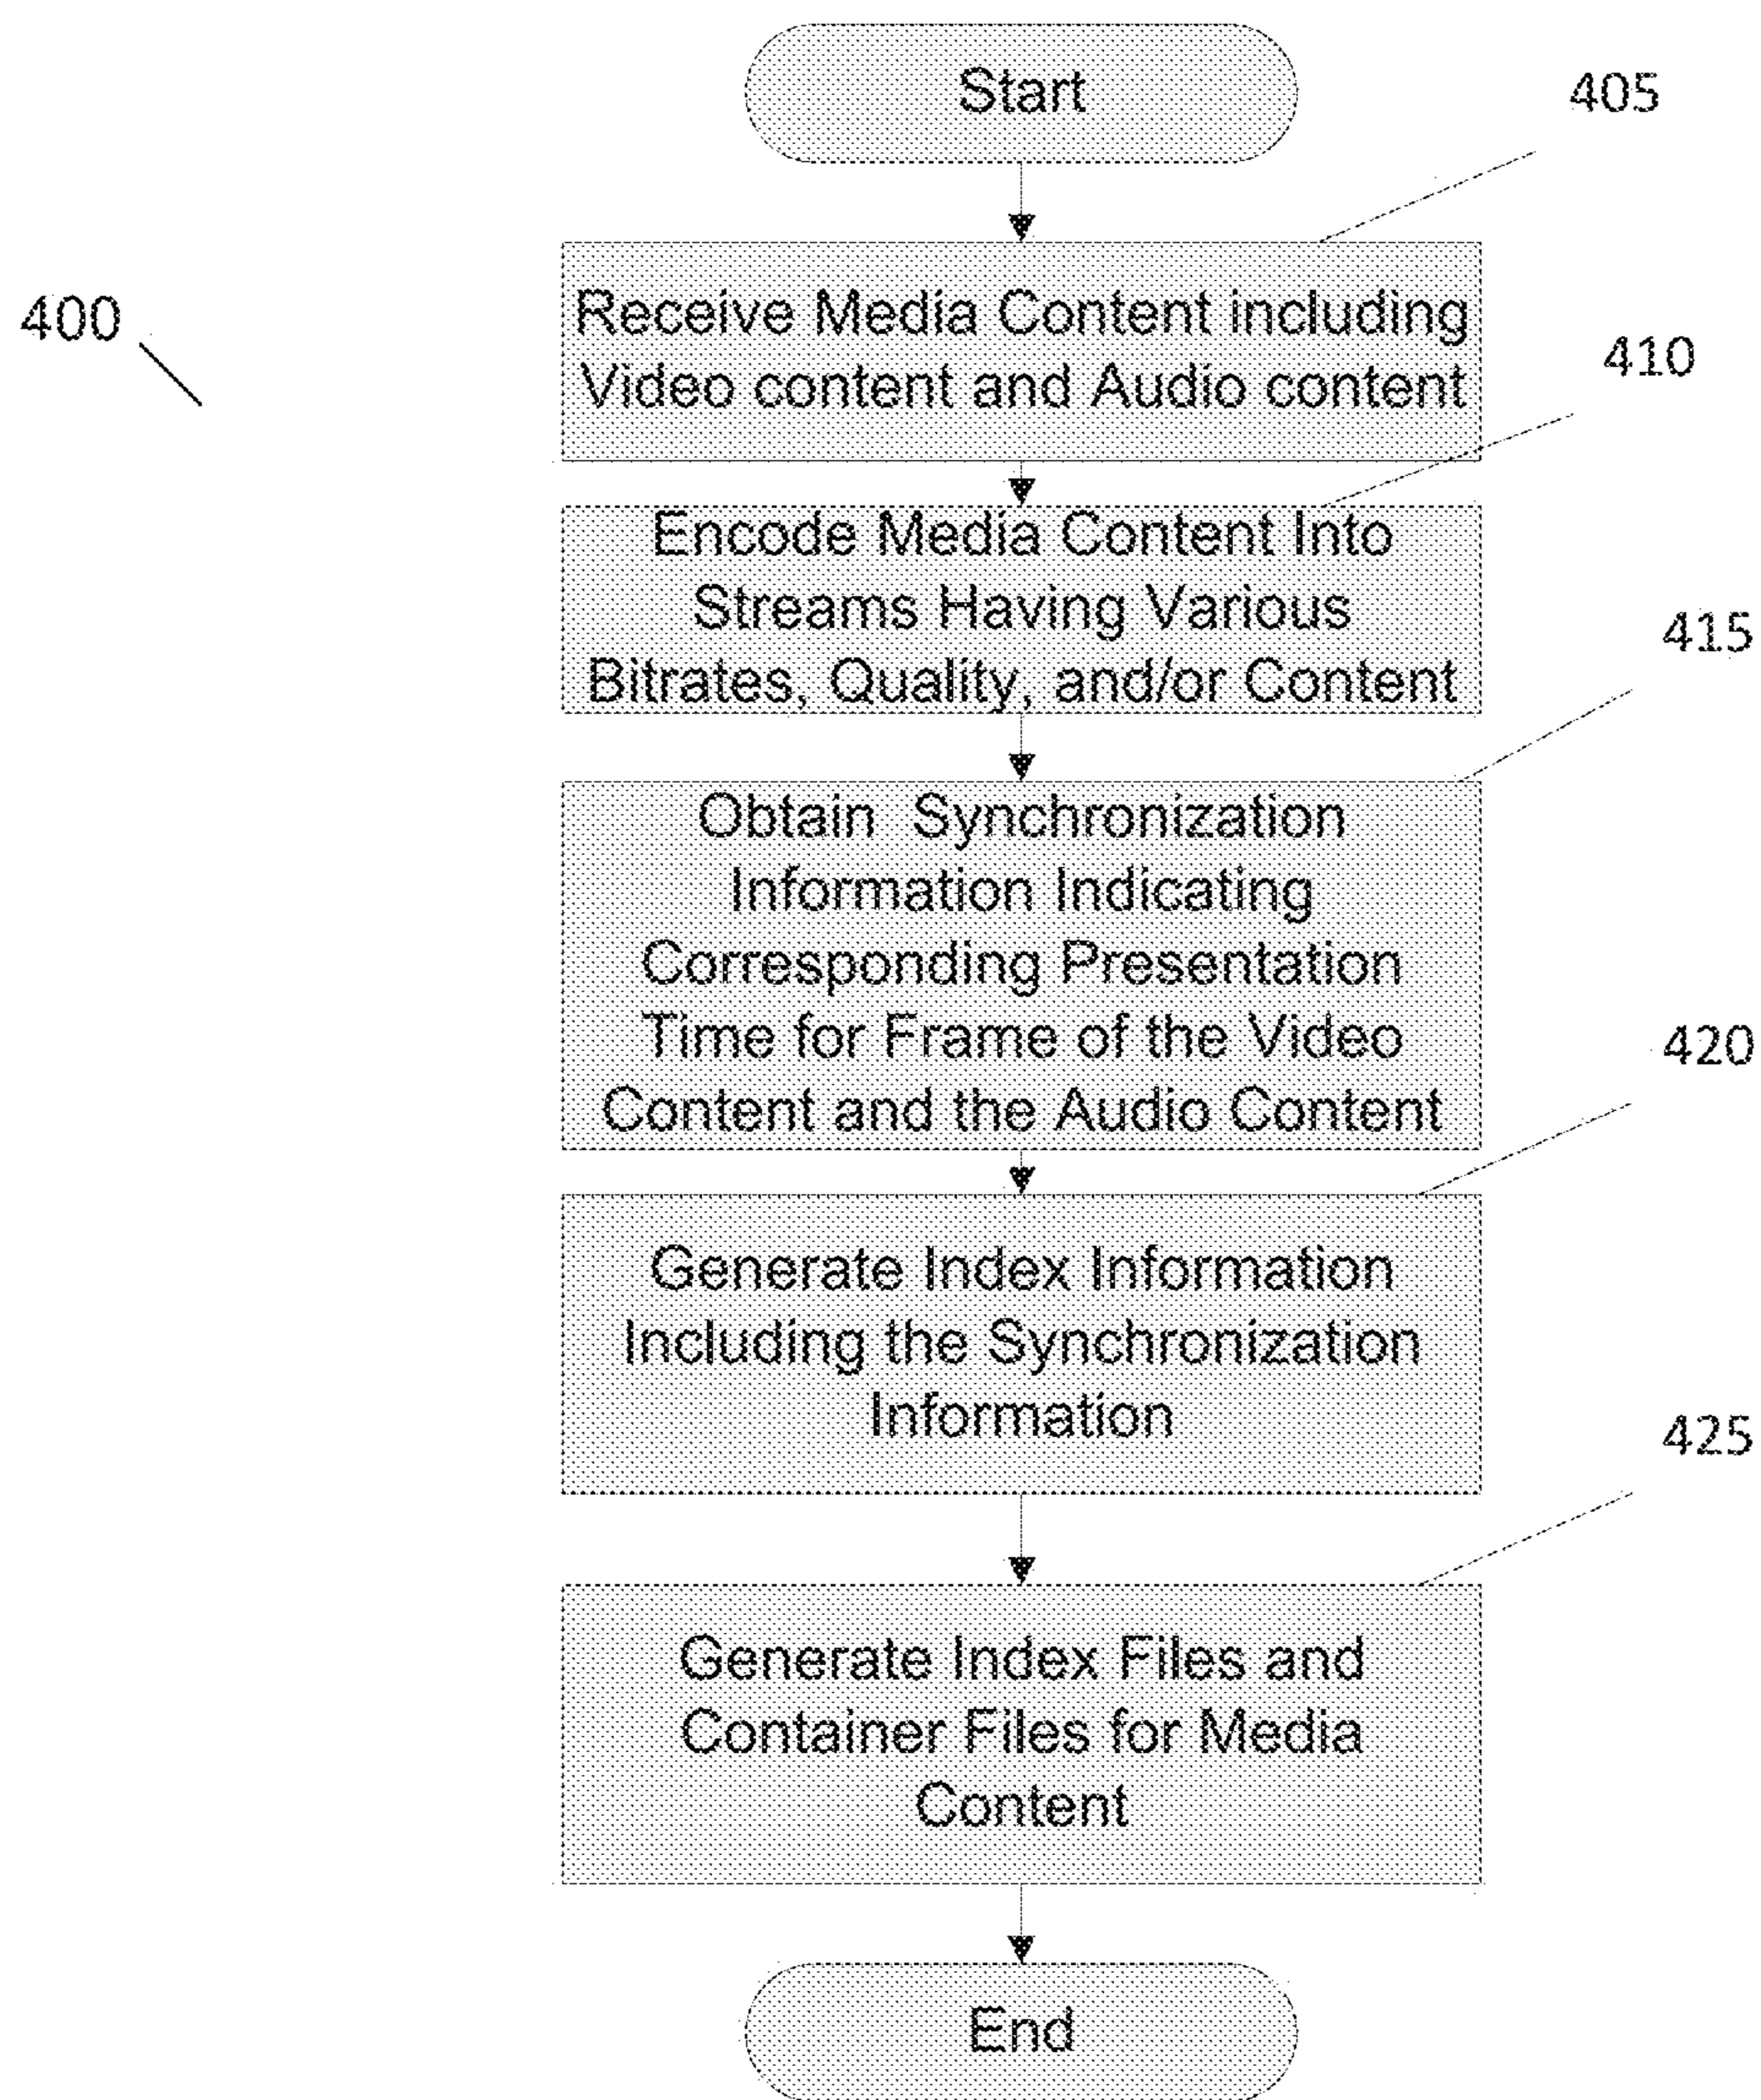 Start
405
400
Receive Media Content including
Video content and Audio content
410
Encode Media Content Into
Streams Having Various
Bitrates, Quality, and/or Content
415
Obtain Synchronization
Information Indicating
Corresponding Presentation
Time for Frame of the Video
Content and the Audio Content
420
Generate Index Information
Including the Synchronization
Information
425
Generate Index Files and
Container Files for Media
Content
End